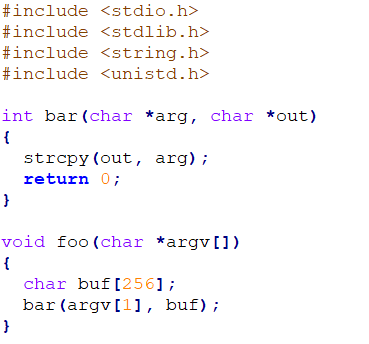 #include <stdio.h>
#include <stdlib.h>
#include <string.h>
#include <unistd.h>

int bar(char *arg, char *out)
{
  strcpy(out, arg);
  return 0;
}

void foo(char *argv[])
{
  char buf[256];
  bar(argv[1], buf);
}